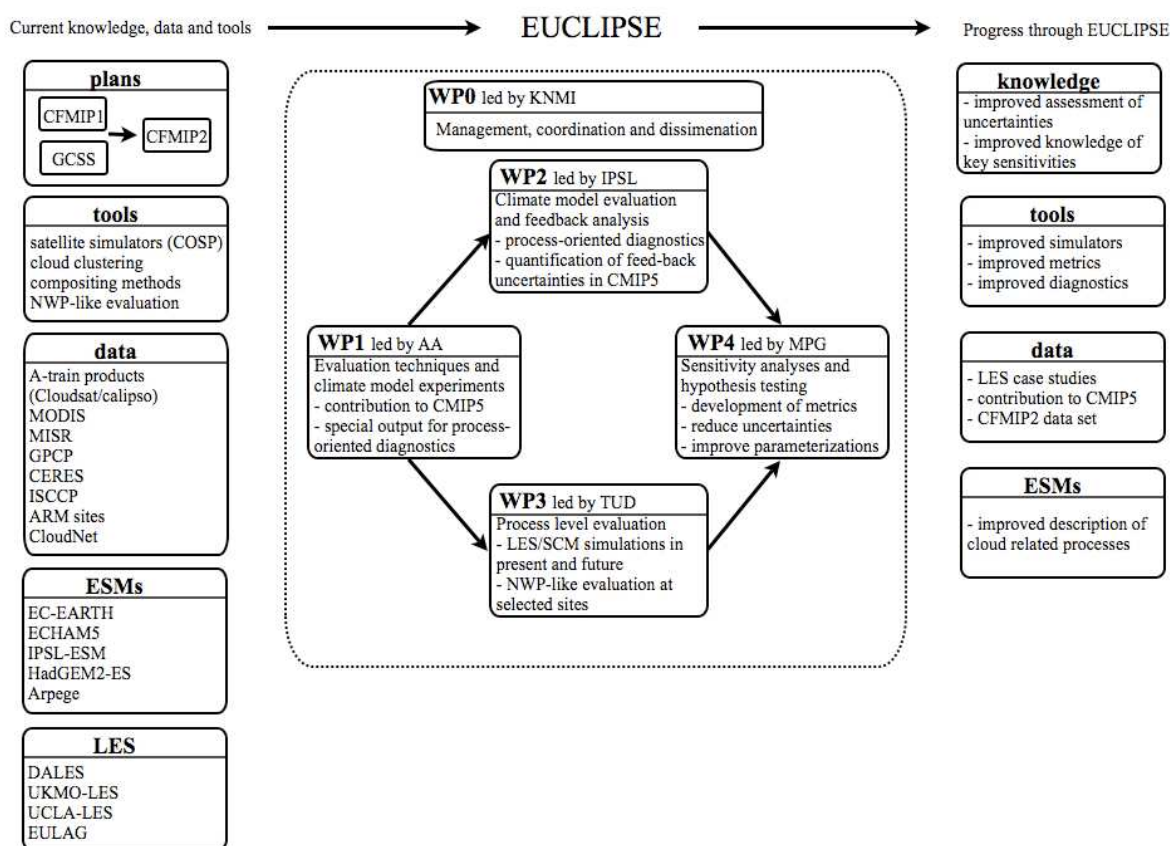 Current knowledge, data and tools
EUCLIPSE
Progress through EUCLIPSE
plans
CFMIP1
CFMIP2
GCSS
tools
satellite simulators (COSP)
cloud clustering
compositing methods
NWP-like evaluation
data
A-train products
(Cloudsat/calipso)
MODIS
MISR
GPCP
CERES
ISCCP
ARM sites
CloudNet
ESMs
EC-EARTH
ECHAM5
IPSL-ESM
HadGEM2-ES
Arpege
LES
DALES
UKMO-LES
UCLA-LES
EULAG
WP0 led by KNMI
Management, coordination and dissimenation
WP2 led by IPSL
Climate model evaluation
and feedback analysis
- process-oriented diagnostics
- quantification of feed-back
uncertainties in CMIP5
WP1 led by AA
Evaluation techniques and
climate model experiments
- contribution to CMIP5
- special output for process-
oriented diagnostics
WP4 led by MPG
Sensitivity analyses and
hypothesis testing
- development of metrics
- reduce uncertainties
- improve parameterizations
WP3 led by TUD
Process level evaluation
- LES/SCM simulations in
present and future
- NWP-like evaluation at
selected sites
knowledge
- improved assessment of
uncertainties
- improved knowledge of
key sensitivities
tools
- improved simulators
- improved metrics
- improved diagnostics
data
- LES case studies
- contribution to CMIP5
- CFMIP2 data set
ESMs
- improved description of
cloud related processes